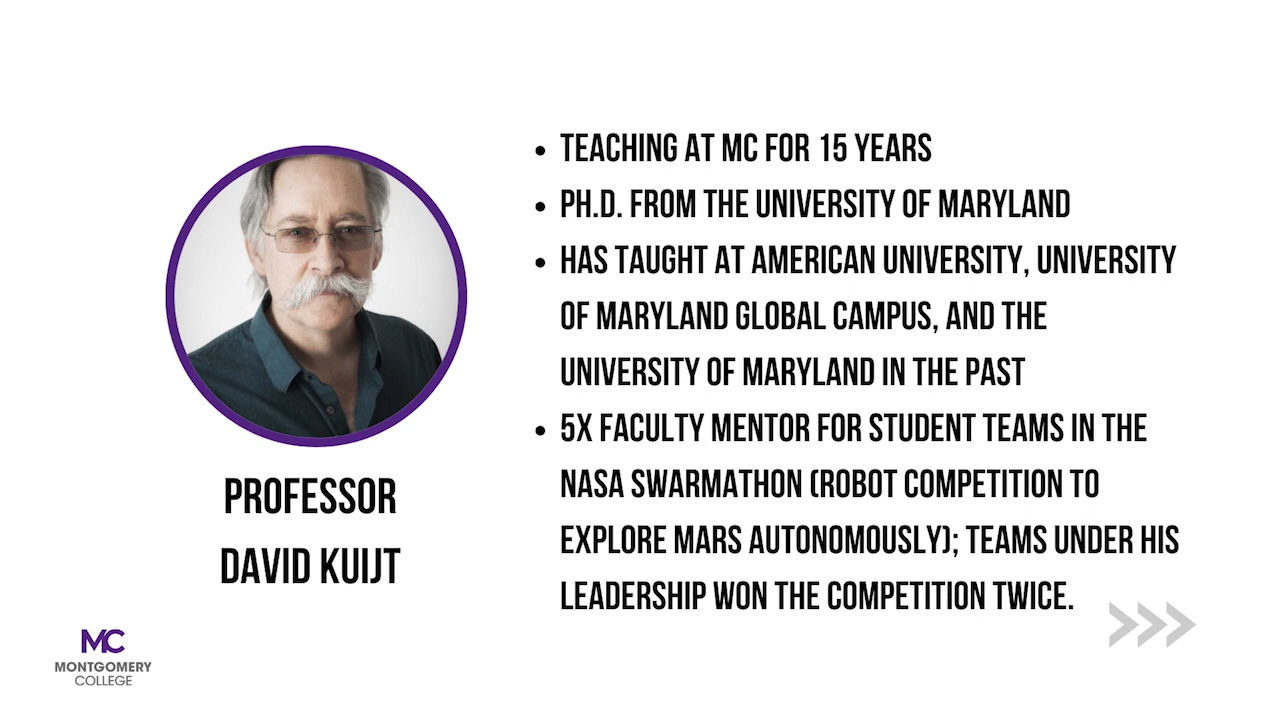 TEACHING AT MC FOR 15 YEARS
PH.D. FROM THE UNIVERSITY OF MARYLAND
HAS TAUGHT AT AMERICAN UNIVERSITY, UNIVERSITY
OF MARYLAND GLOBAL CAMPUS, AND THE
UNIVERSITY OF MARYLAND IN THE PAST
5X FACULTY MENTOR FOR STUDENT TEAMS IN THE
NASA SWARMATHON (ROBOT COMPETITION TO
EXPLORE MARS AUTONOMOUSLY); TEAMS UNDER HIS
LEADERSHIP WON THE COMPETITION TWICE.
PROFESSOR
DAVID KUIJT
MC
MONTGOMERY
COLLEGE